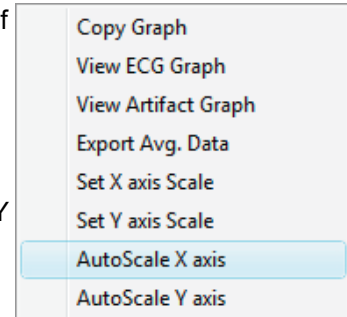 f
Copy Graph
View ECG Graph
View Artifact Graph
Export Avg. Data
Set X axis Scale
Y
Set Y axis Scale
AutoScale X axis
AutoScale Y axis